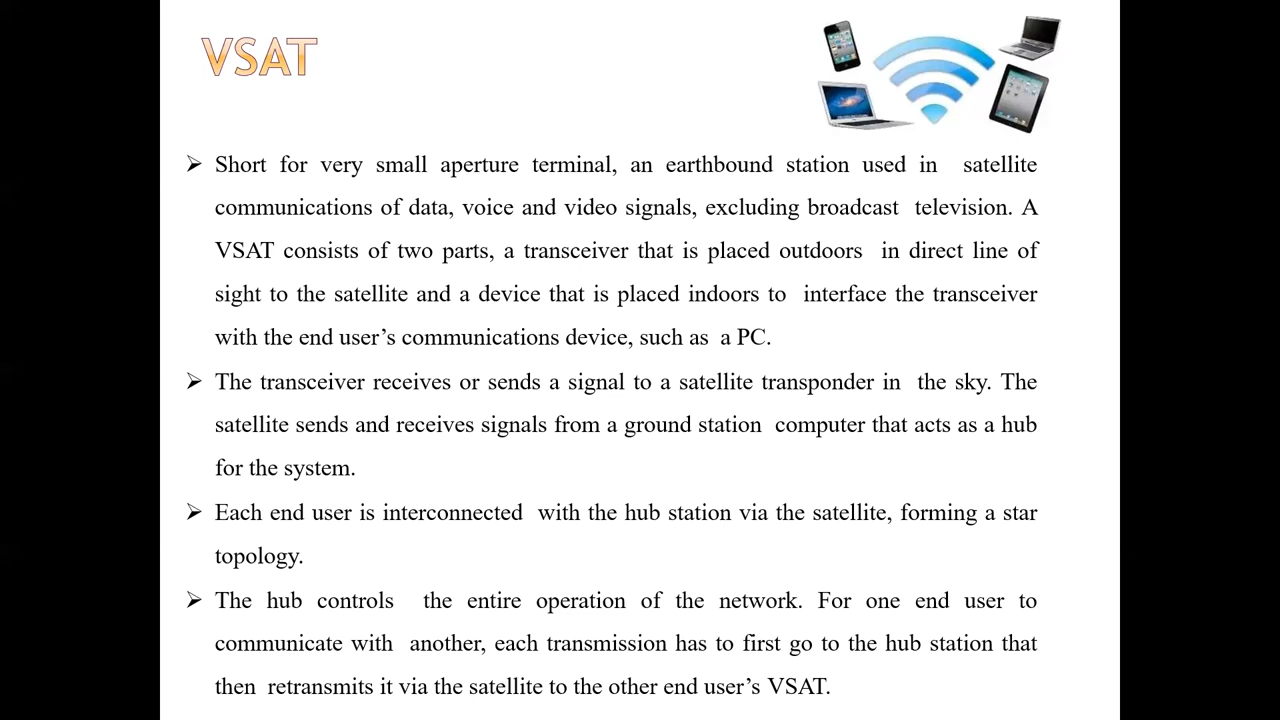 VSAT
➢ Short for very small aperture terminal, an earthbound station used in satellite
communications of data, voice and video signals, excluding broadcast television. A
VSAT consists of two parts, a transceiver that is placed outdoors in direct line of
sight to the satellite and a device that is placed indoors to interface the transceiver
with the end user’s communications device, such as a PC.
➢ The transceiver receives or sends a signal to a satellite transponder in the sky. The
satellite sends and receives signals from a ground station computer that acts as a hub
for the system.
➢ Each end user is interconnected with the hub station via the satellite, forming a star
topology.
➢ The hub controls the entire operation of the network. For one end user to
communicate with another, each transmission has to first go to the hub station that
then retransmits it via the satellite to the other end user’s VSAT.